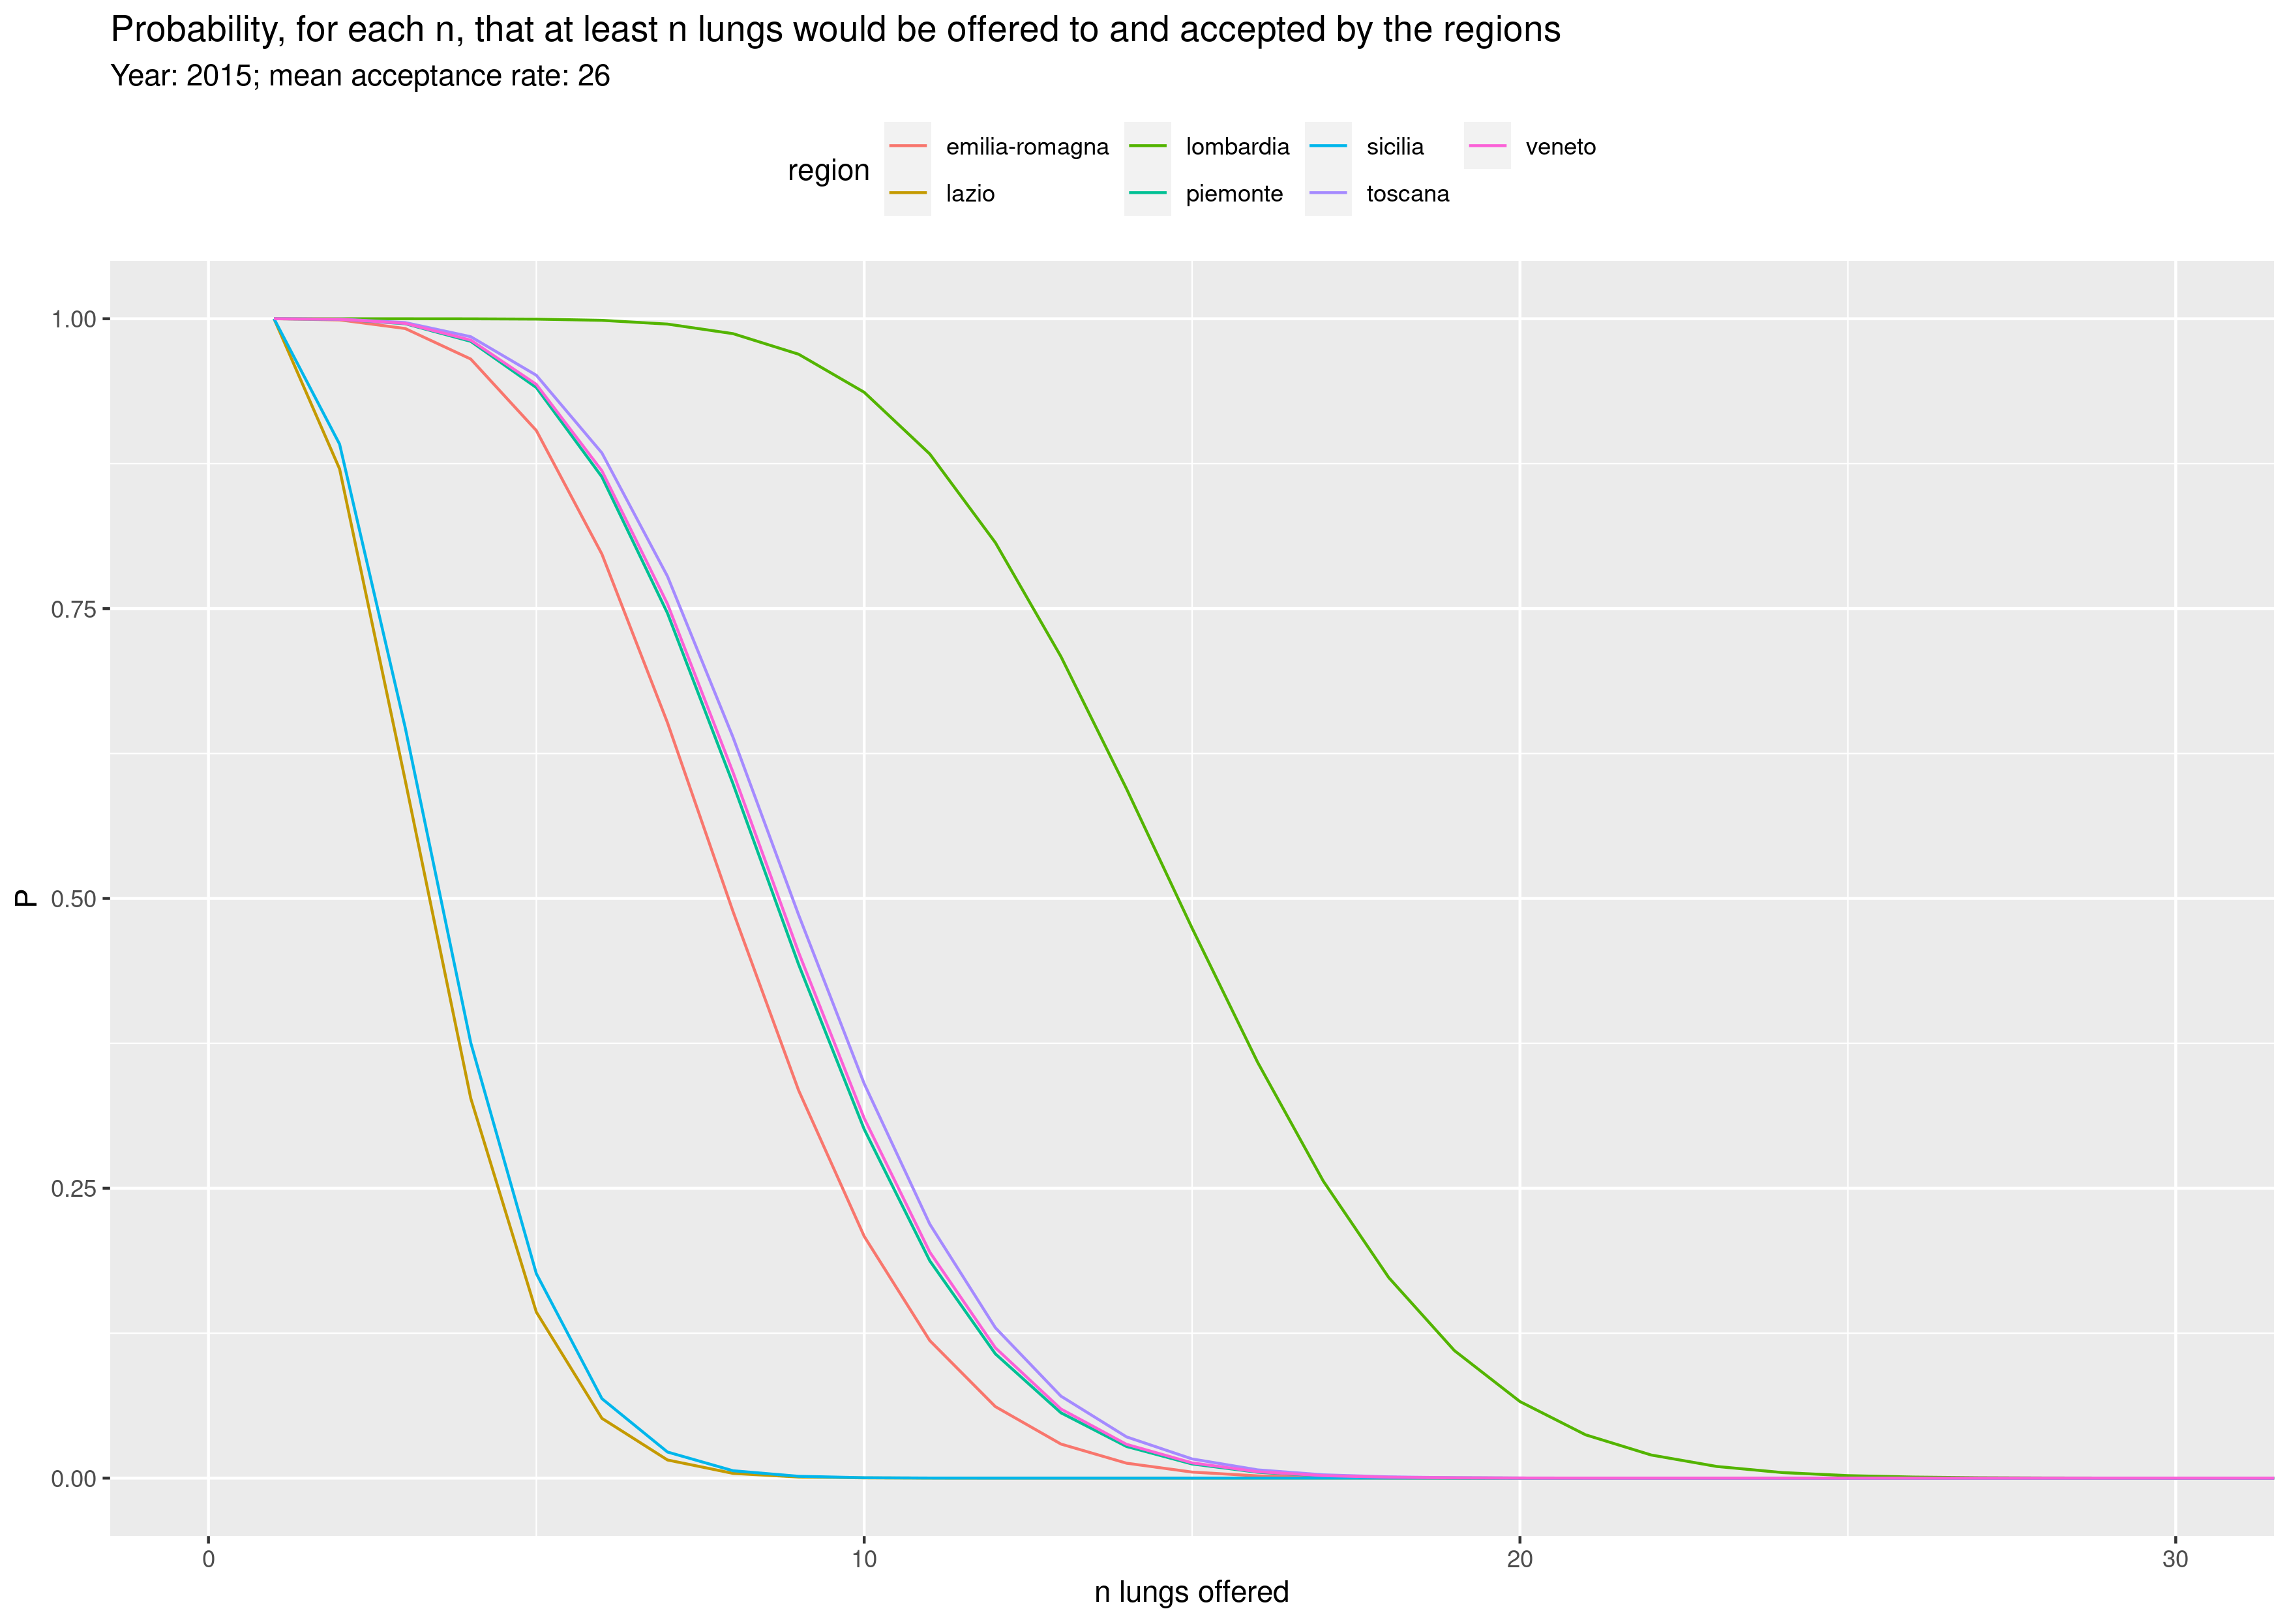 Probability, for each n, that at least n lungs would be offered to and accepted by the regions
Year: 2015; mean acceptance rate: 26
region
emilia-romagna
lombardia
sicilia
veneto
lazio
piemonte
toscana
P
1.00
0.75
0.50
0.25
0.00
0
10
20
30
n lungs offered